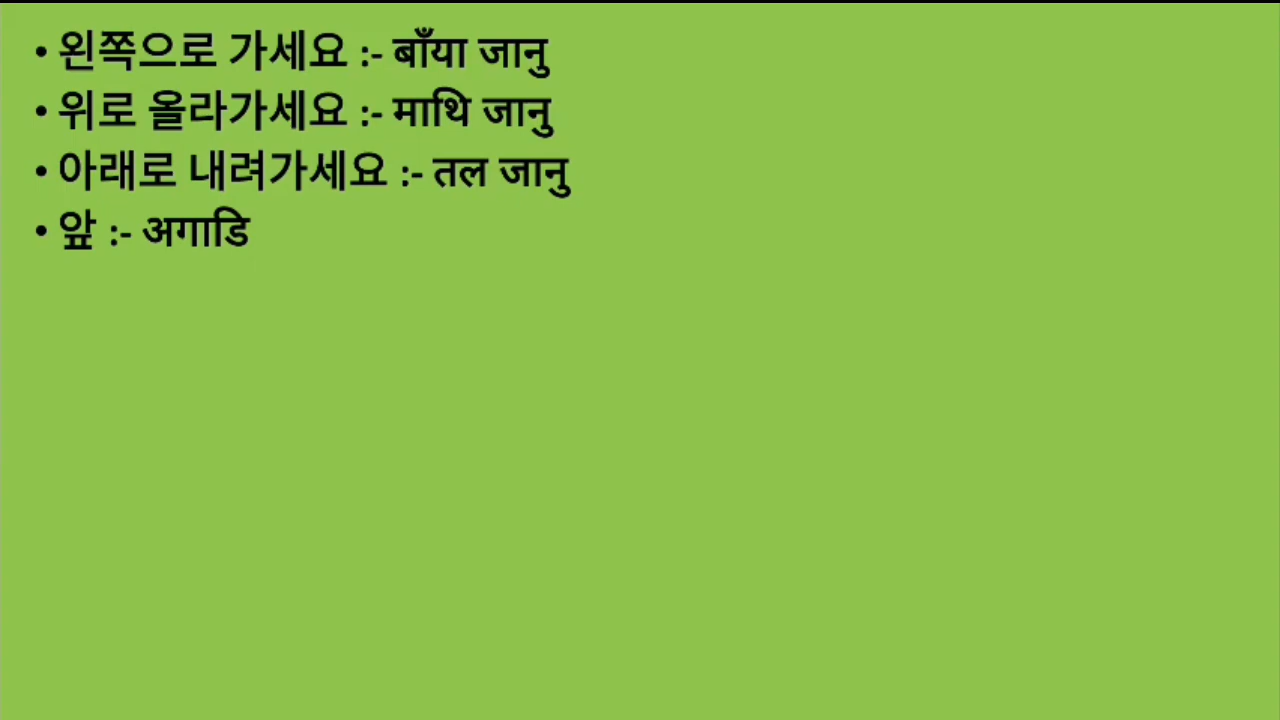 • 왼쪽으로 가세요 :- बाँया जानु
• 위로 올라가세요 :- माथि जानु
• 아래로 내려가세요 :- तल जानु
• 앞 :- अगाडि